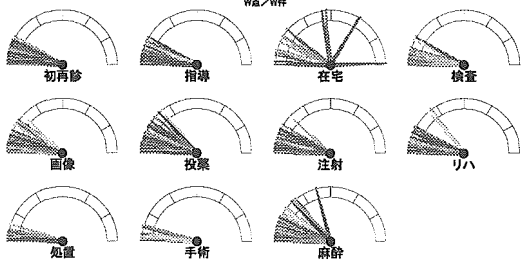 初再診 指導 在宅 検査
画像 投薬 注射 リハ
処置 手術 麻酔